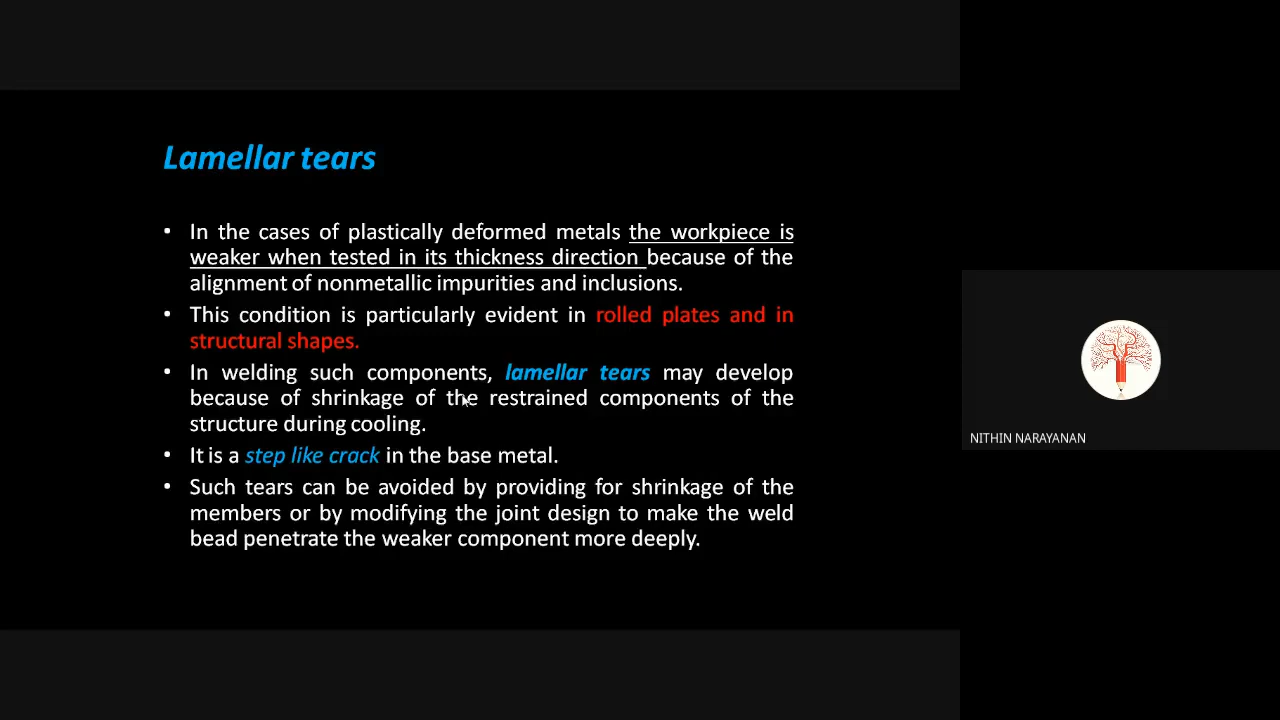 Lamellar tears
• In the cases of plastically deformed metals the workpiece is
weaker when tested in its thickness direction because of the
alignment of nonmetallic impurities and inclusions.
• This condition is particularly evident in rolled plates and in
structural shapes.
• In welding such components, lamellar tears may develop
because of shrinkage of the restrained components of the
structure during cooling.
• It is a step like crack in the base metal.
• Such tears can be avoided by providing for shrinkage of the
members or by modifying the joint design to make the weld
bead penetrate the weaker component more deeply.
NITHIN NARAYANAN